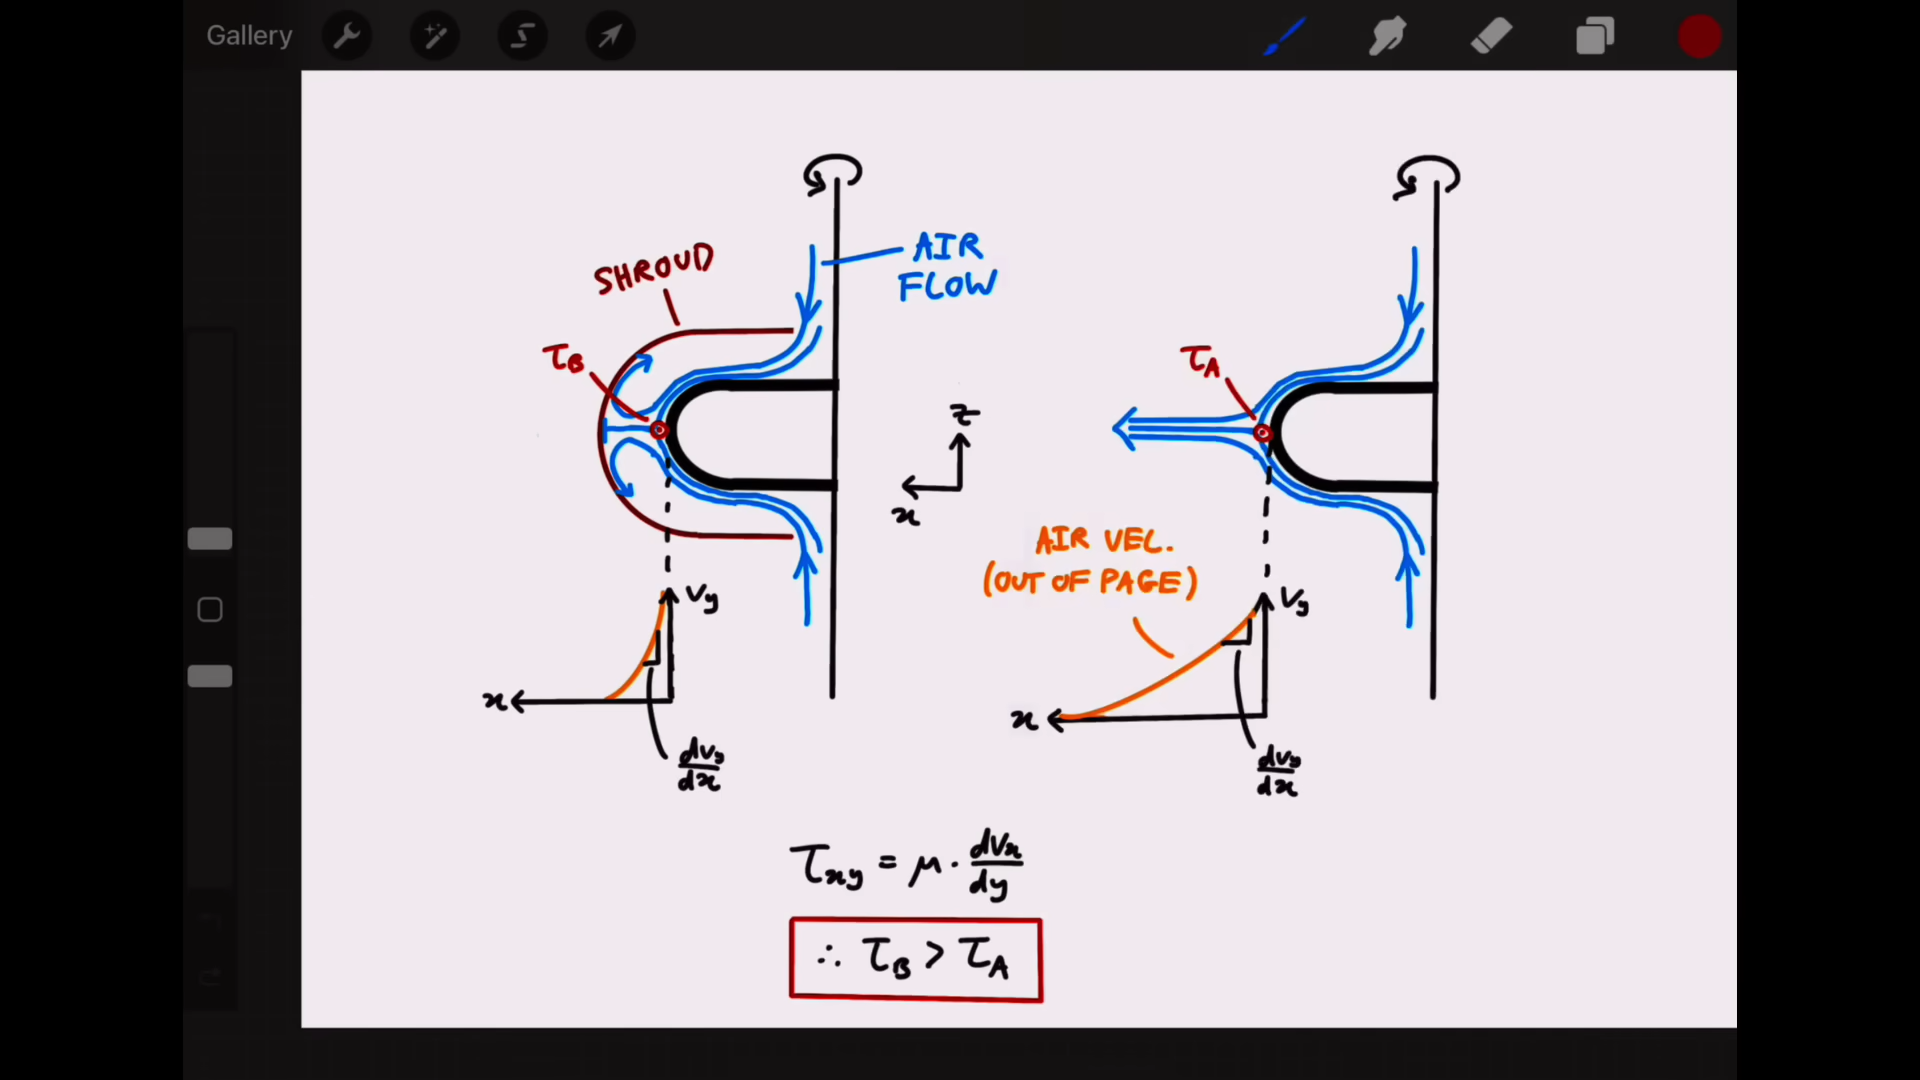 Gallery
SHROUD
AIR
FLOW
τB
τA
z
x
AIR VEL.
(OUT OF PAGE)
Vy
x
dvy
dx
Vy
x
dvy
dx
τxy = μ · dVx
dy
∴ τB > τA